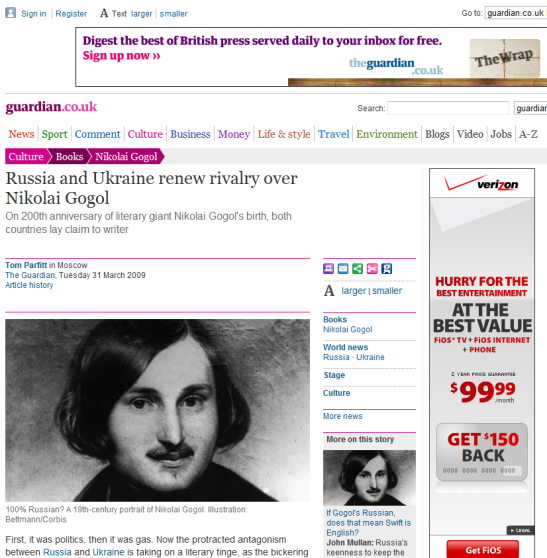 Sign in Register A Text larger smaller Go to: guardian.co.uk
Digest the best of British press served daily to your inbox for free.
Sign up now ››
theguardian
.co.uk
TheWrap
guardian.co.uk
Search: guardian
News Sport Comment Culture Business Money Life & style Travel Environment Blogs Video Jobs A-Z
Culture Books Nikolai Gogol
Russia and Ukraine renew rivalry over
Nikolai Gogol
On 200th anniversary of literary giant Nikolai Gogol's birth, both
countries lay claim to writer
Tom Parfitt in Moscow
The Guardian, Tuesday 31 March 2009
Article history
A larger | smaller
Books
Nikolai Gogol
World news
Russia · Ukraine
Stage
Culture
More news
More on this story
If Gogol's Russian,
does that mean Swift is
English?
John Mullan: Russia's
keenness to keep the
100% Russian? A 19th-century portrait of Nikolai Gogol. Illustration:
Bettmann/Corbis
First, it was politics, then it was gas. Now the protracted antagonism
between Russia and Ukraine is taking on a literary tinge, as the bickering
verizon
HURRY FOR THE
BEST ENTERTAINMENT
AT THE
BEST VALUE
FiOS® TV + FiOS INTERNET
+ PHONE
2 YEAR PRICE GUARANTEE
$99.99
/month
GET $150
BACK
0000 0000 0000 0000
LEGAL
Get FiOS